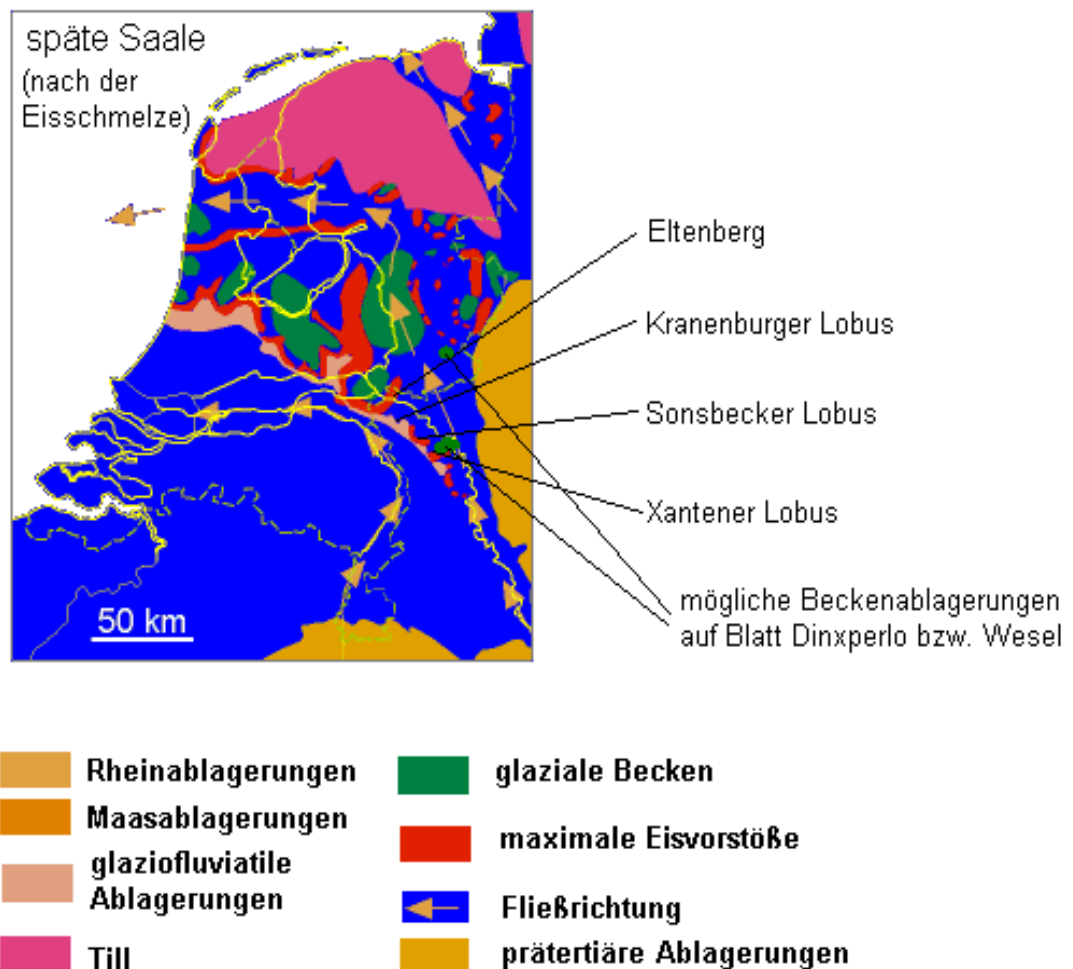 späte Saale
(nach der
Eisschmelze)
Eltenberg
Kranenburger Lobus
Sonsbecker Lobus
Xantener Lobus
mögliche Beckenablagerungen
auf Blatt Dinxperlo bzw. Wesel
50 km
Rheinablagerungen
Maasablagerungen
glaziofluviatile
Ablagerungen
Till
glaziale Becken
maximale Eisvorstöße
Fließrichtung
prätertiäre Ablagerungen